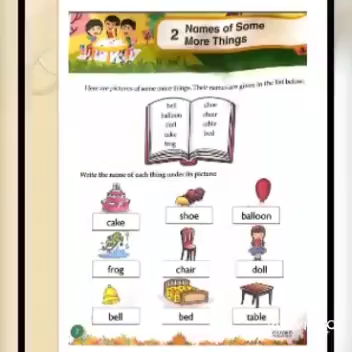 2 Names of Some
More Things
Here are pictures of some more things. Their names are given in the list below.
bell shoe
balloon chair
doll table
cake bed
frog
Write the name of each thing under its picture
cake shoe balloon
frog chair doll
bell bed table